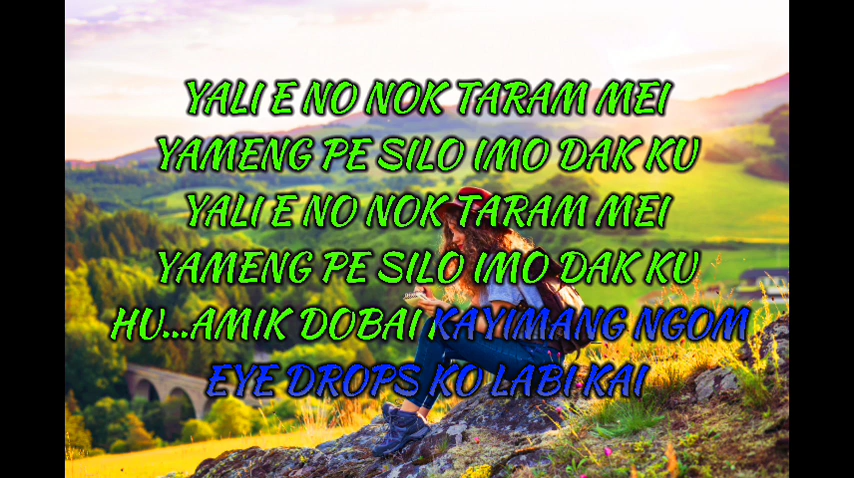 YALI E NO NOK TARAM MEI
YAMENG PE SILO IMO DAK KU
YALI E NO NOK TARAM MEI
YAMENG PE SILO IMO DAK KU
HU...AMIK DOBAI KAYIMANG NGOM
EYE DROPS KO LABI KAI